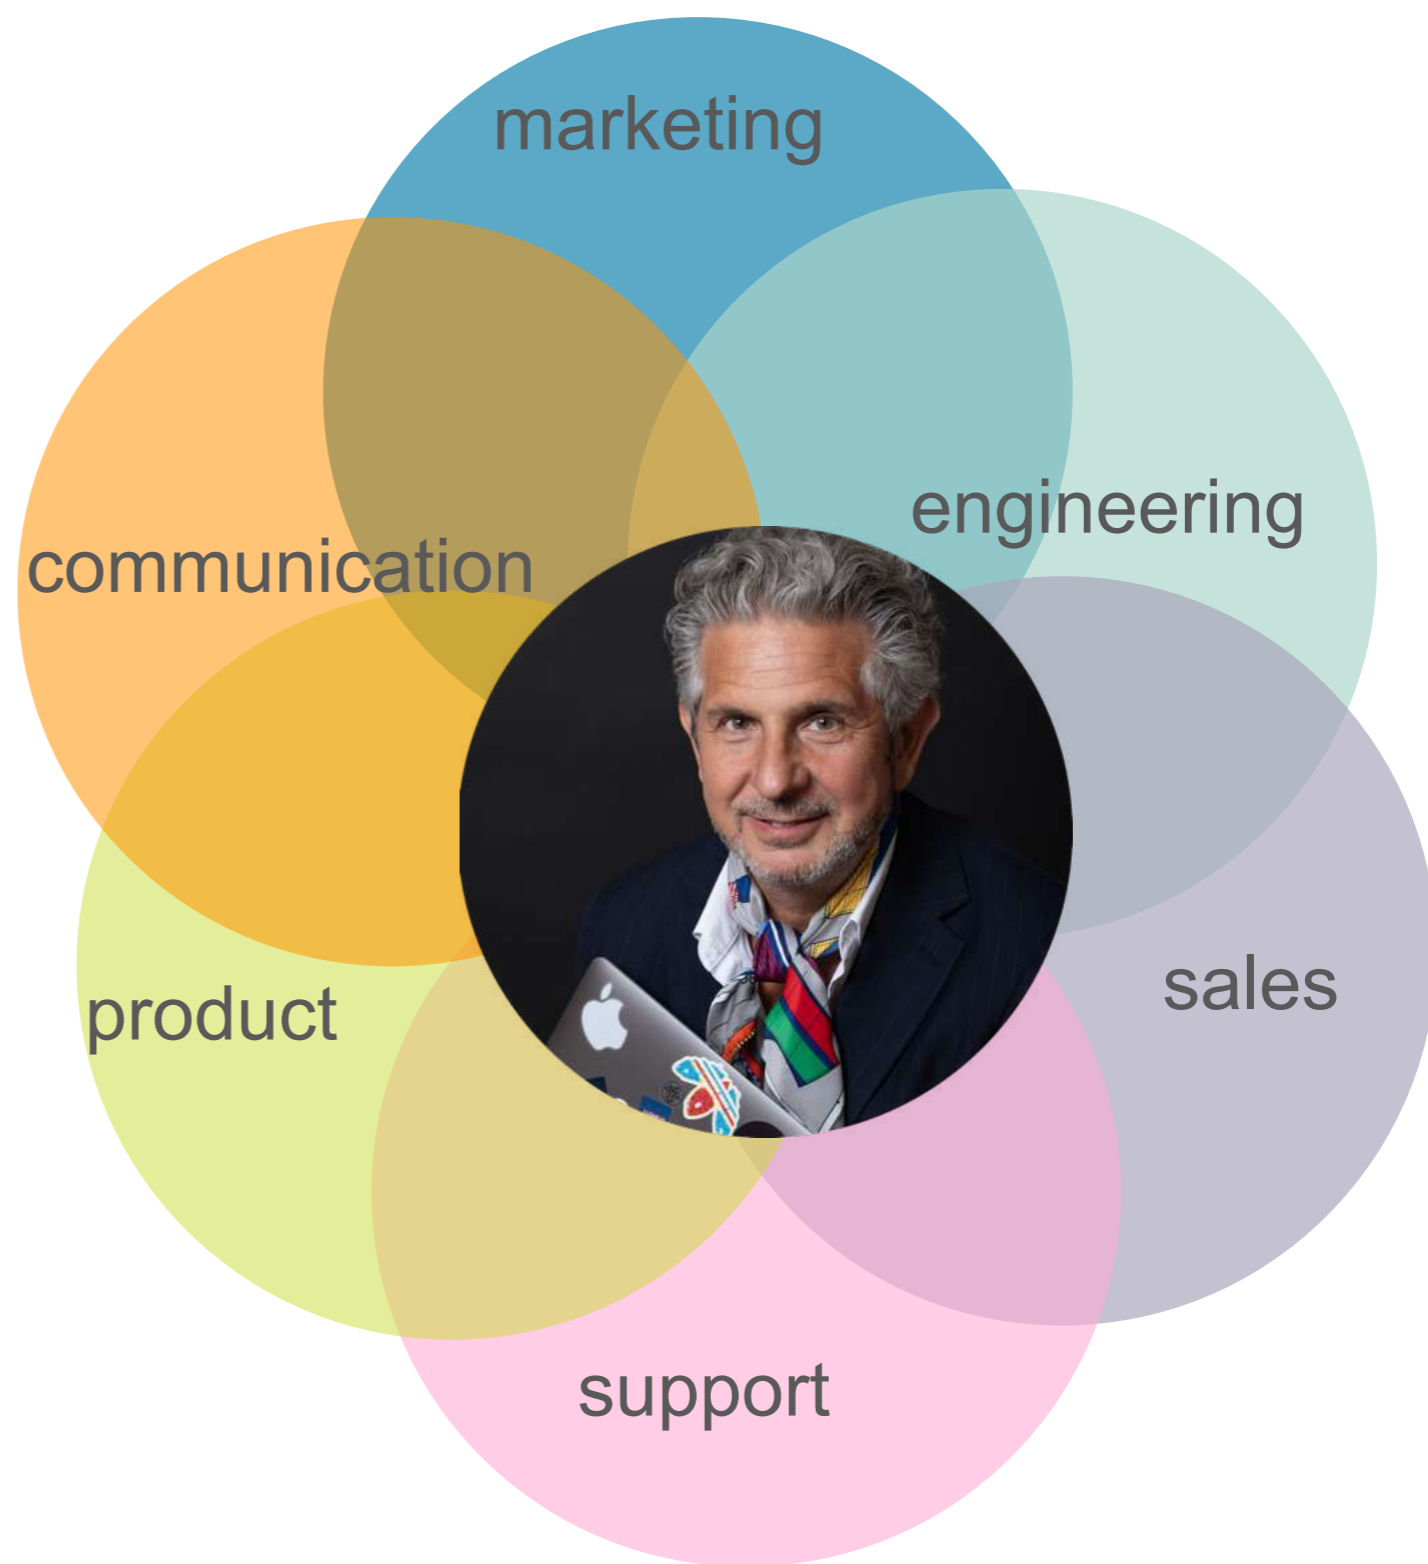 marketing
engineering
communication
sales
product
support